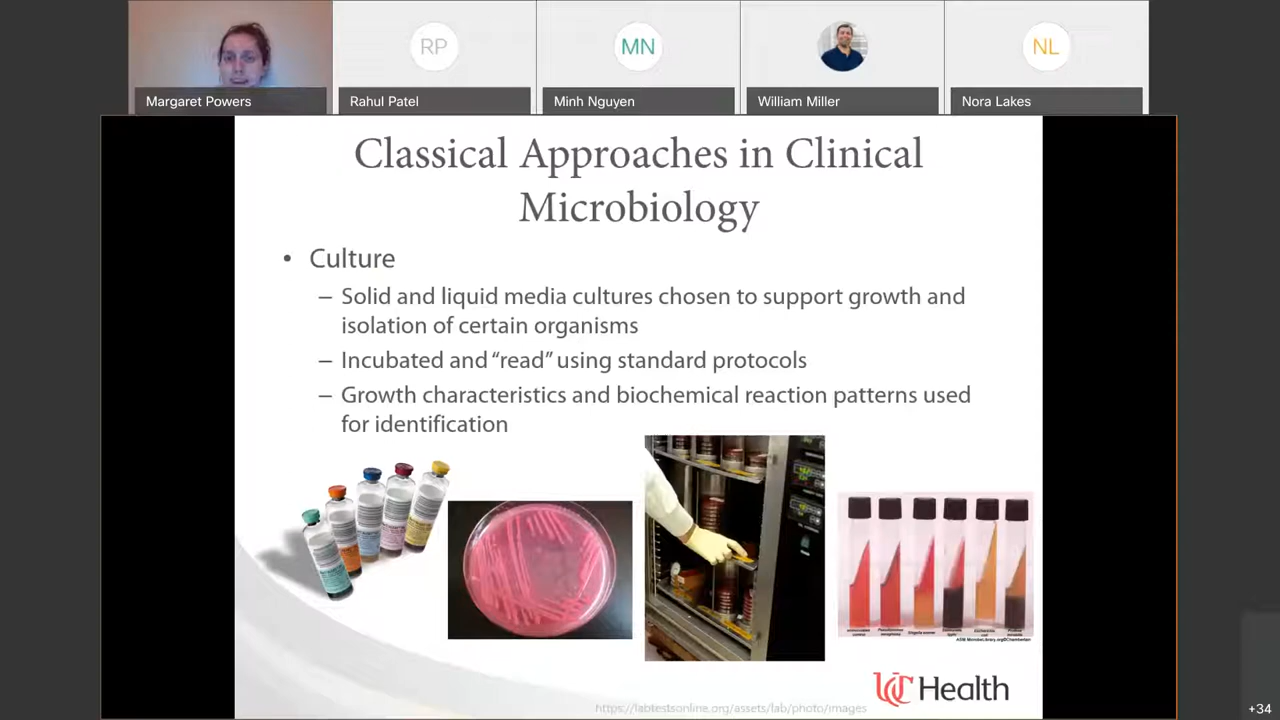 RP
MN
NL
Margaret Powers
Rahul Patel
Minh Nguyen
William Miller
Nora Lakes
Classical Approaches in Clinical
Microbiology
• Culture
– Solid and liquid media cultures chosen to support growth and
isolation of certain organisms
– Incubated and “read” using standard protocols
– Growth characteristics and biochemical reaction patterns used
for identification
UC Health
https://labtestsonline.org/assets/lab/photo/images
+34